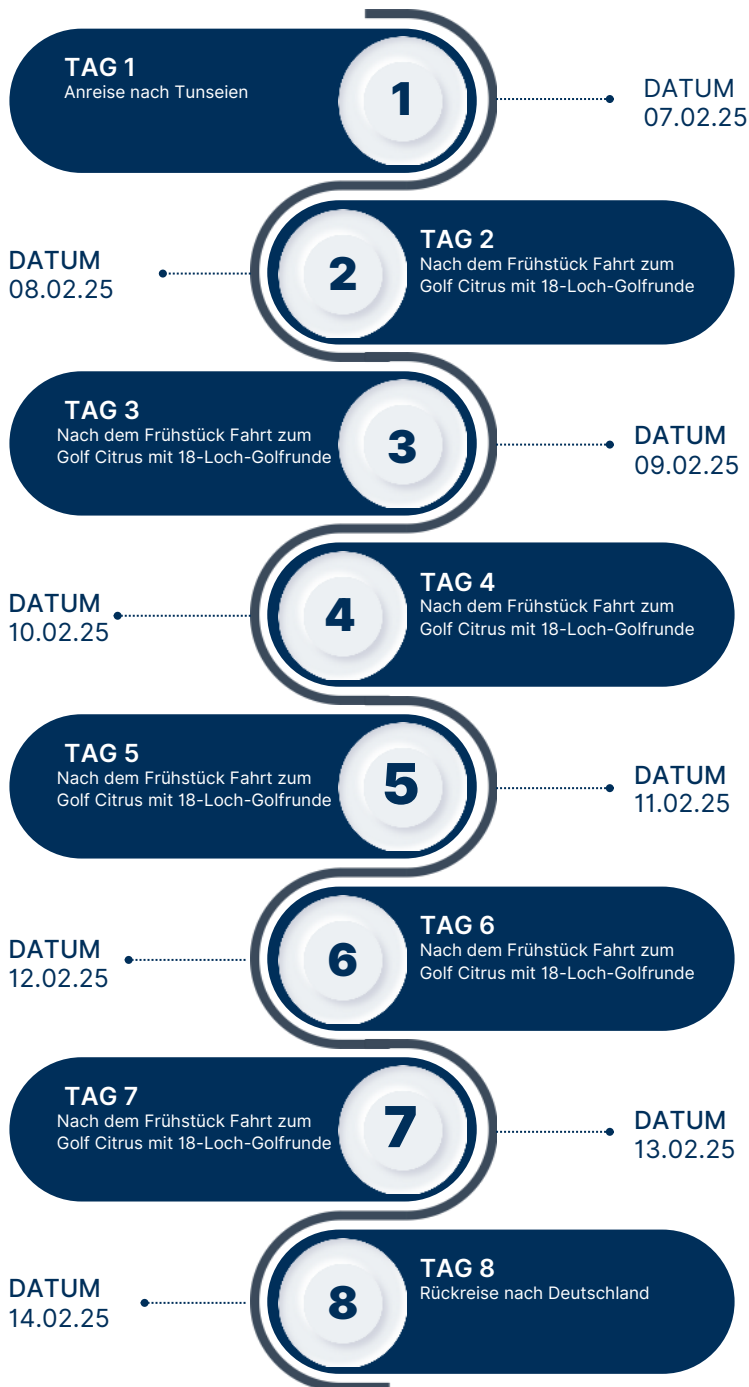 TAG 1
Anreise nach Tunseien
1
DATUM
07.02.25
DATUM
08.02.25
2
TAG 2
Nach dem Frühstück Fahrt zum
Golf Citrus mit 18-Loch-Golfrunde
TAG 3
Nach dem Frühstück Fahrt zum
Golf Citrus mit 18-Loch-Golfrunde
3
DATUM
09.02.25
DATUM
10.02.25
4
TAG 4
Nach dem Frühstück Fahrt zum
Golf Citrus mit 18-Loch-Golfrunde
TAG 5
Nach dem Frühstück Fahrt zum
Golf Citrus mit 18-Loch-Golfrunde
5
DATUM
11.02.25
DATUM
12.02.25
6
TAG 6
Nach dem Frühstück Fahrt zum
Golf Citrus mit 18-Loch-Golfrunde
TAG 7
Nach dem Frühstück Fahrt zum
Golf Citrus mit 18-Loch-Golfrunde
7
DATUM
13.02.25
DATUM
14.02.25
8
TAG 8
Rückreise nach Deutschland